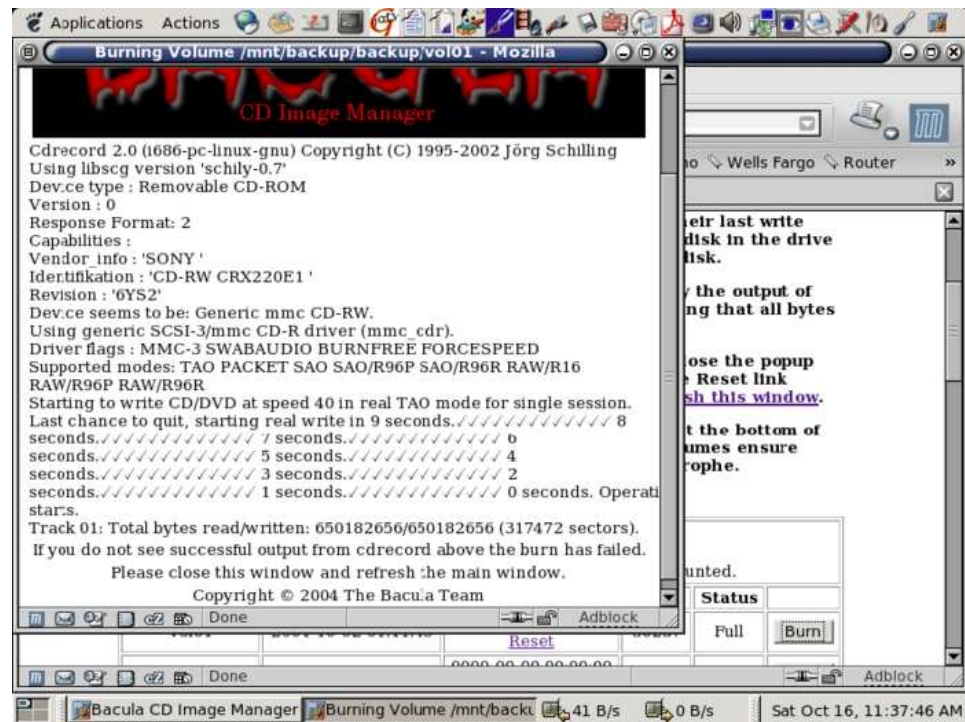 Applications Actions
Burning Volume /mnt/backup/backup/vol01 - Mozilla
CD Image Manager
Cdrecord 2.0 (i686-pc-linux-gnu) Copyright (C) 1995-2002 Jörg Schilling
Using libscg version 'schily-0.7'
Device type : Removable CD-ROM
Version : 0
Response Format: 2
Capabilities :
Vendor_info : 'SONY '
Identifikation : 'CD-RW CRX220E1 '
Revision : '6YS2'
Device seems to be: Generic mmc CD-RW.
Using generic SCSI-3/mmc CD-R driver (mmc_cdr).
Driver flags : MMC-3 SWABAUDIO BURNFREE FORCESPEED
Supported modes: TAO PACKET SAO SAO/R96P SAO/R96R RAW/R16
RAW/R96P RAW/R96R
Starting to write CD/DVD at speed 40 in real TAO mode for single session.
Last chance to quit, starting real write in 9 seconds.✓✓✓✓✓✓✓✓✓✓✓✓✓ 8
seconds.✓✓✓✓✓✓✓✓✓✓✓✓✓ 7 seconds.✓✓✓✓✓✓✓✓✓✓✓✓✓ 6
seconds.✓✓✓✓✓✓✓✓✓✓✓✓✓ 5 seconds.✓✓✓✓✓✓✓✓✓✓✓✓✓ 4
seconds.✓✓✓✓✓✓✓✓✓✓✓✓✓ 3 seconds.✓✓✓✓✓✓✓✓✓✓✓✓✓ 2
seconds.✓✓✓✓✓✓✓✓✓✓✓✓✓ 1 seconds.✓✓✓✓✓✓✓✓✓✓✓✓✓ 0 seconds. Operati
starts.
Track 01: Total bytes read/written: 650182656/650182656 (317472 sectors).
If you do not see successful output from cdrecord above the burn has failed.
Please close this window and refresh the main window.
Copyright © 2004 The Bacula Team
Done Adblock
Wells Fargo Router »
eir last write
disk in the drive
disk.
the output of
ng that all bytes
ose the popup
Reset link
sh this window.
t the bottom of
umes ensure
rophe.
unted.
Status
Reset
Full Burn
Done Adblock
Bacula CD Image Manager
Burning Volume /mnt/backu
41 B/s
0 B/s
Sat Oct 16, 11:37:46 AM